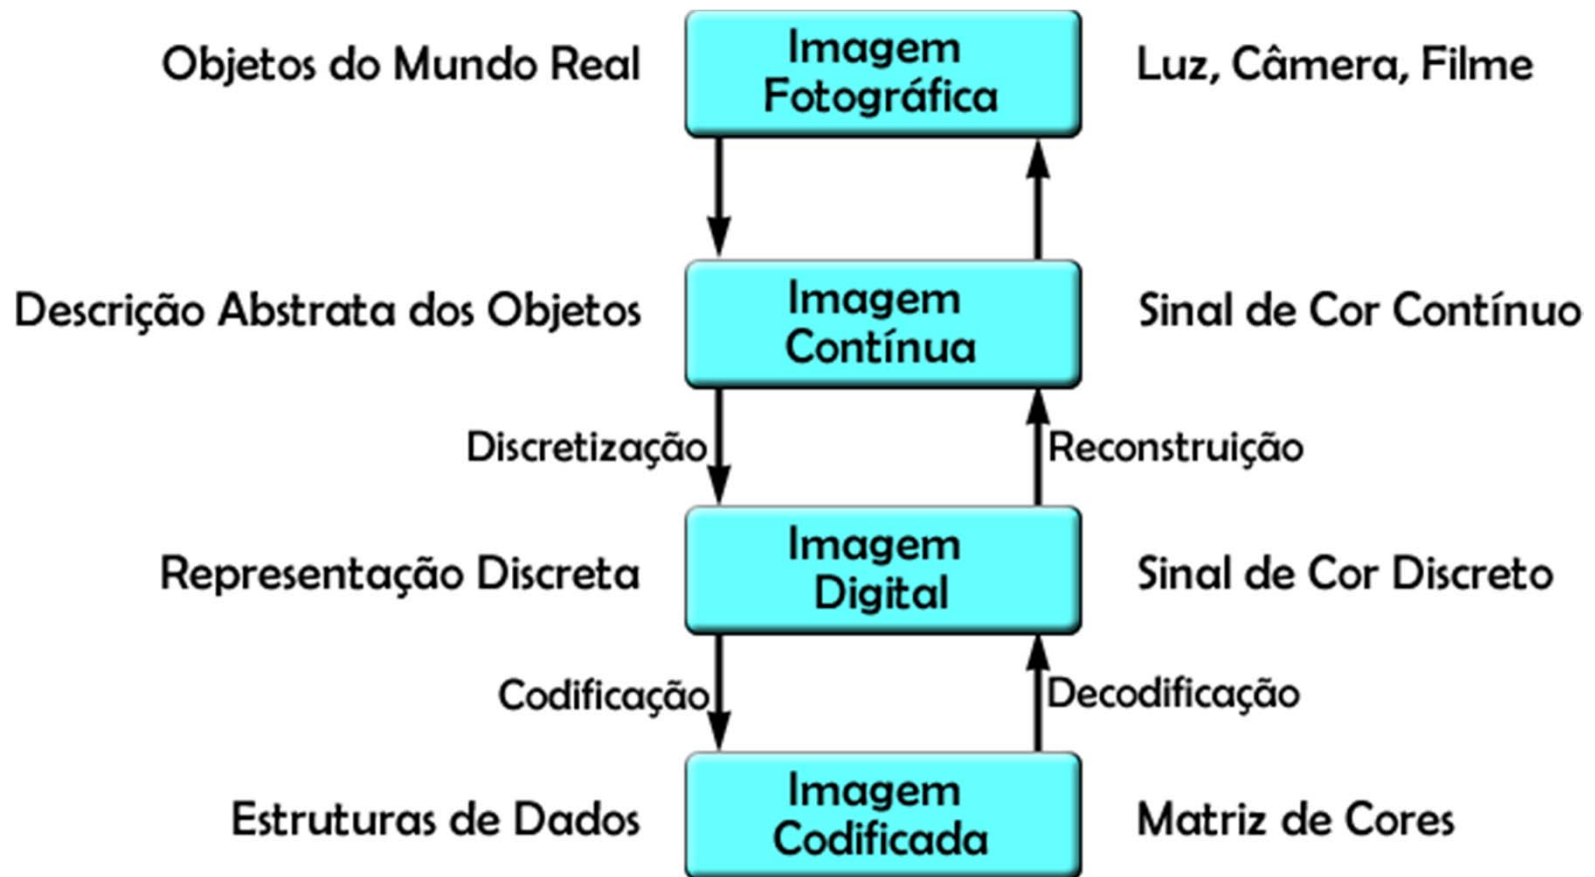 Objetos do Mundo Real
Imagem
Fotográfica
Luz, Câmera, Filme
Descrição Abstrata dos Objetos
Imagem
Contínua
Sinal de Cor Contínuo
Discretização
Reconstruição
Representação Discreta
Imagem
Digital
Sinal de Cor Discreto
Codificação
Decodificação
Estruturas de Dados
Imagem
Codificada
Matriz de Cores